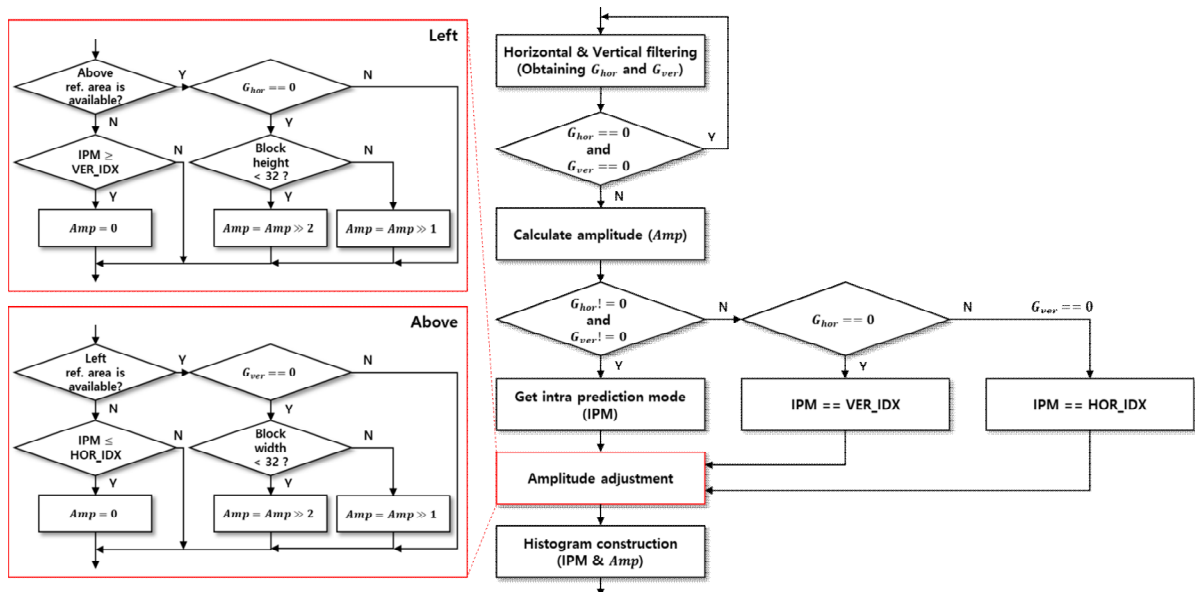 Left
Above
ref. area is
available?
Y
G_hor == 0
N
N
Y
IPM ≥
VER_IDX
N
Block
height
< 32 ?
N
Y
Y
Amp = 0
Amp = Amp ≫ 2
Amp = Amp ≫ 1
Above
Left
ref. area is
available?
Y
G_ver == 0
N
N
Y
IPM ≤
HOR_IDX
N
Block
width
< 32 ?
N
Y
Y
Amp = 0
Amp = Amp ≫ 2
Amp = Amp ≫ 1
Horizontal & Vertical filtering
(Obtaining G_hor and G_ver)
G_hor == 0
and
G_ver == 0
Y
N
Calculate amplitude (Amp)
G_hor! = 0
and
G_ver! = 0
N
G_hor == 0
N
G_ver == 0
Y
Y
Get intra prediction mode
(IPM)
IPM == VER_IDX
IPM == HOR_IDX
Amplitude adjustment
Histogram construction
(IPM & Amp)